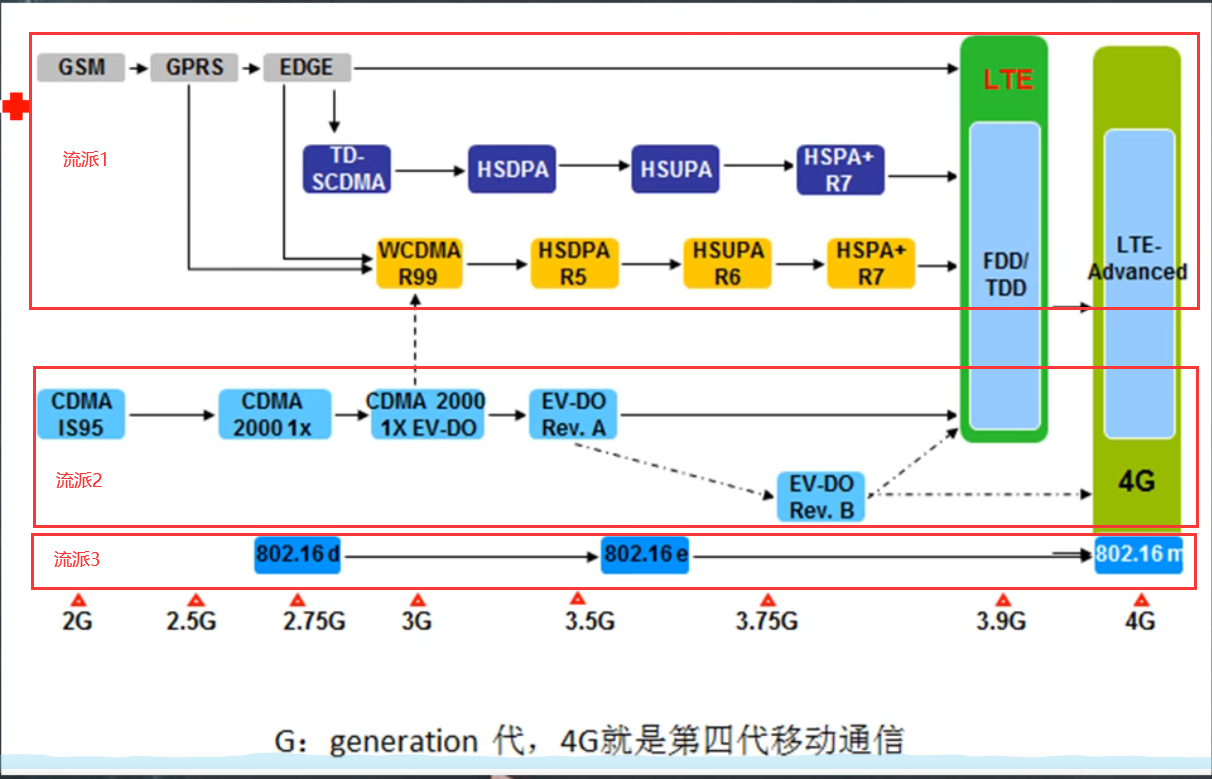 GSM
GPRS
EDGE
LTE
流派1
TD-
SCDMA
HSDPA
HSUPA
HSPA+
R7
WCDMA
R99
HSDPA
R5
HSUPA
R6
HSPA+
R7
FDD/
TDD
LTE-
Advanced
CDMA
IS95
CDMA
2000 1x
CDMA 2000
1X EV-DO
EV-DO
Rev. A
流派2
EV-DO
Rev. B
4G
流派3
802.16 d
802.16 e
802.16 m
2G
2.5G
2.75G
3G
3.5G
3.75G
3.9G
4G
G：generation 代，4G就是第四代移动通信